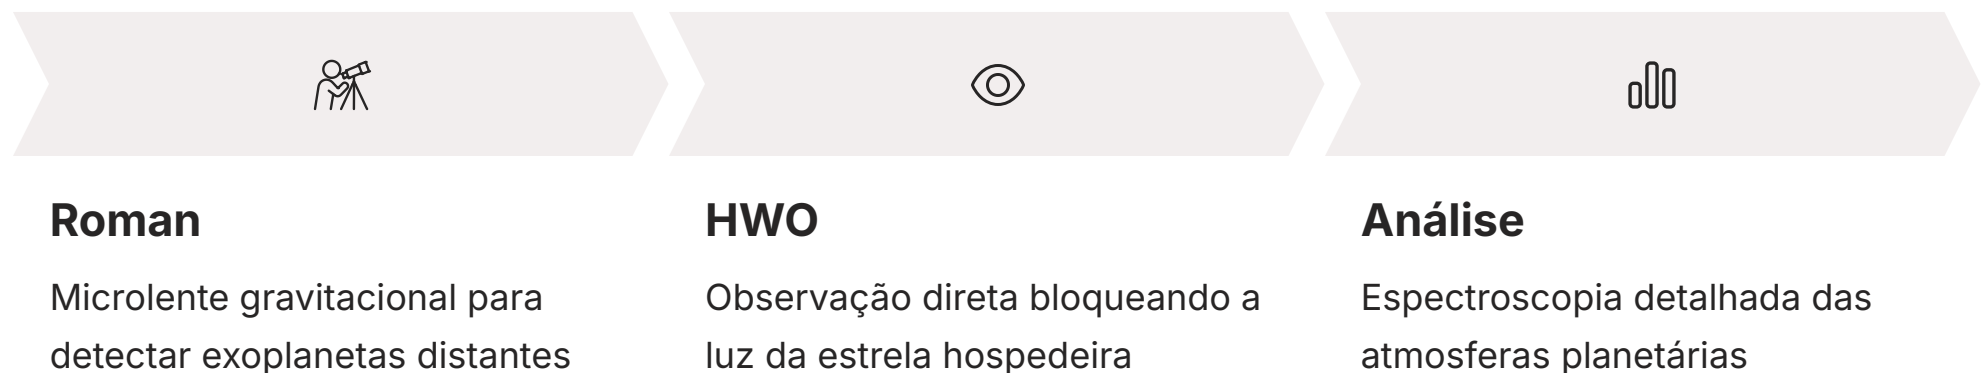 Roman
Microlente gravitacional para
detectar exoplanetas distantes
HWO
Observação direta bloqueando a
luz da estrela hospedeira
Análise
Espectroscopia detalhada das
atmosferas planetárias